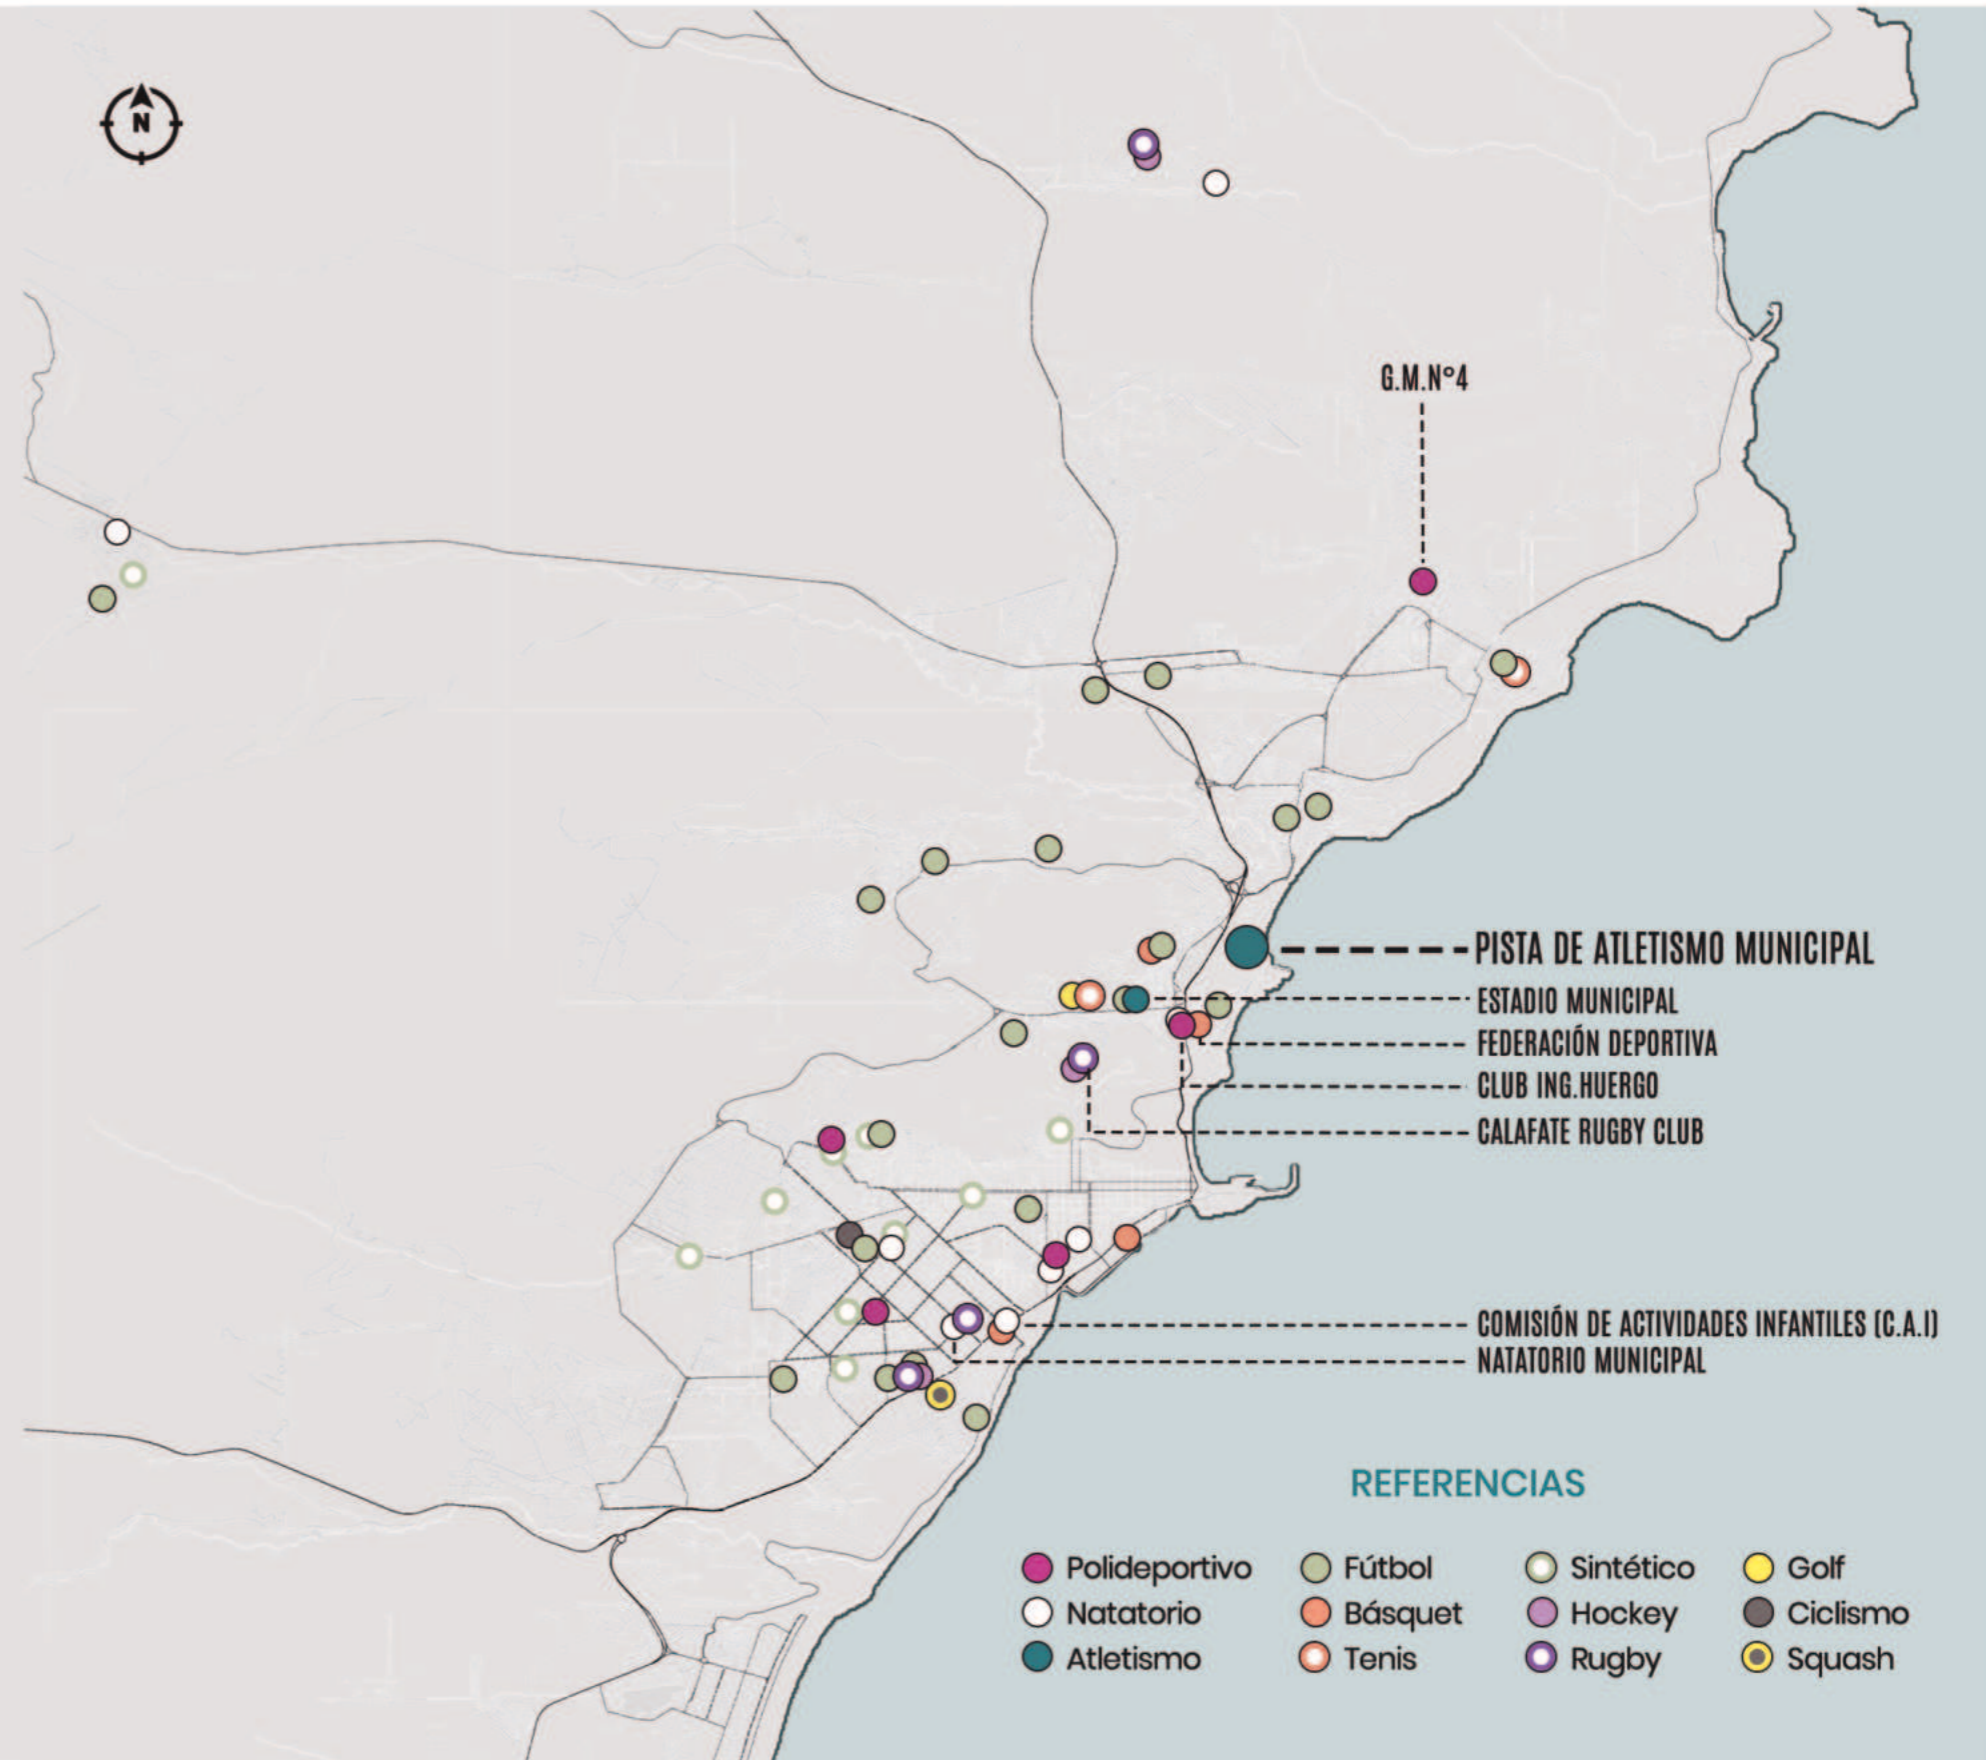 N
G.M.N°4
PISTA DE ATLETISMO MUNICIPAL
ESTADIO MUNICIPAL
FEDERACIÓN DEPORTIVA
CLUB ING.HUERGO
CALAFATE RUGBY CLUB
COMISIÓN DE ACTIVIDADES INFANTILES (C.A.I)
NATATORIO MUNICIPAL
REFERENCIAS
Polideportivo
Natatorio
Atletismo
Fútbol
Básquet
Tenis
Sintético
Hockey
Rugby
Golf
Ciclismo
Squash